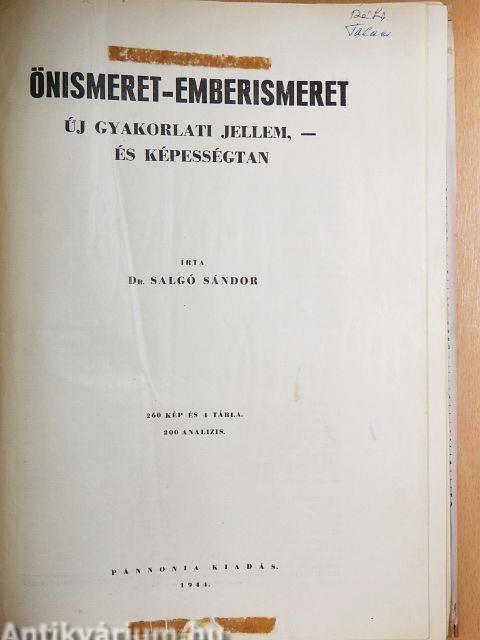 ÖNISMERET-EMBERISMERET
ÚJ GYAKORLATI JELLEM, —
ÉS KÉPESSÉGTAN
ÍRTA
DR. SALGÓ SÁNDOR
260 KÉP ÉS 4 TÁBLA.
200 ANALIZIS.
PANNONIA KIADÁS.
1944.
Antikvárium.hu